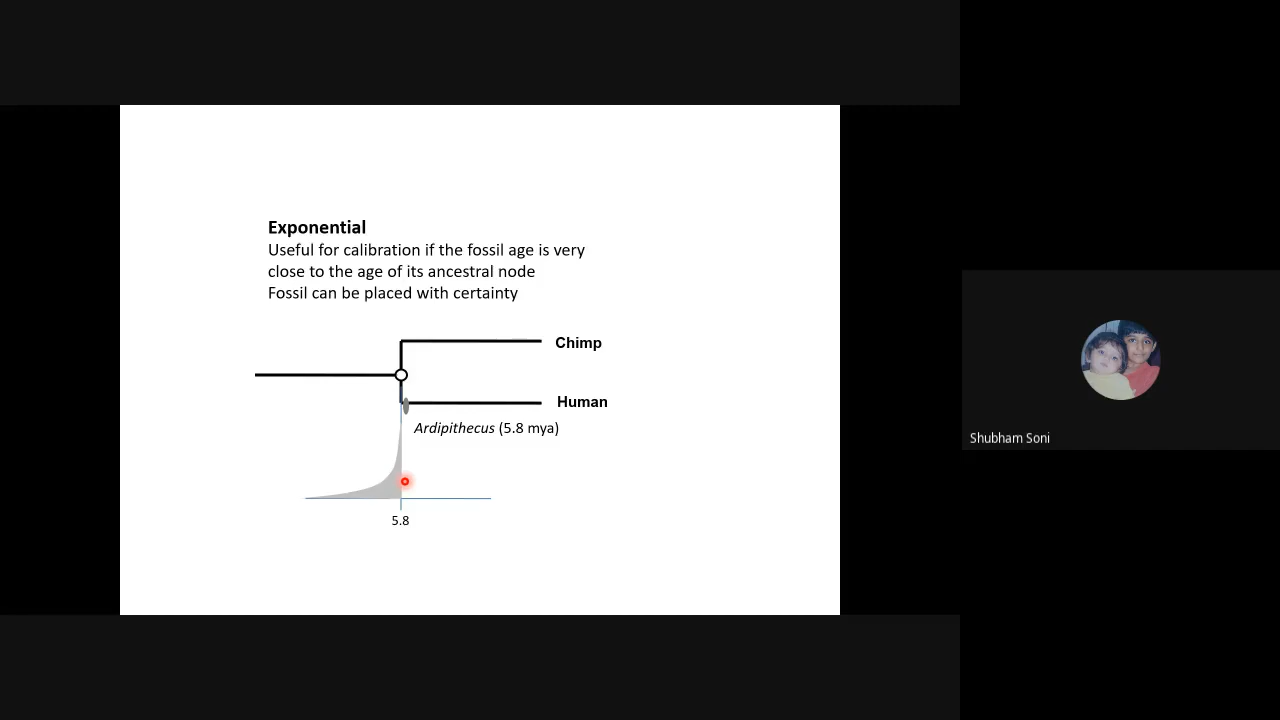 Exponential
Useful for calibration if the fossil age is very
close to the age of its ancestral node
Fossil can be placed with certainty
Chimp
Human
Ardipithecus (5.8 mya)
5.8
Shubham Soni